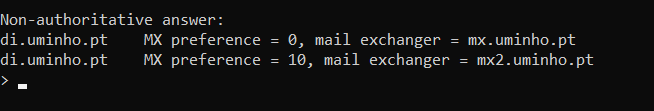 Non-authoritative answer:
di.uminho.pt    MX preference = 0, mail exchanger = mx.uminho.pt
di.uminho.pt    MX preference = 10, mail exchanger = mx2.uminho.pt
> _